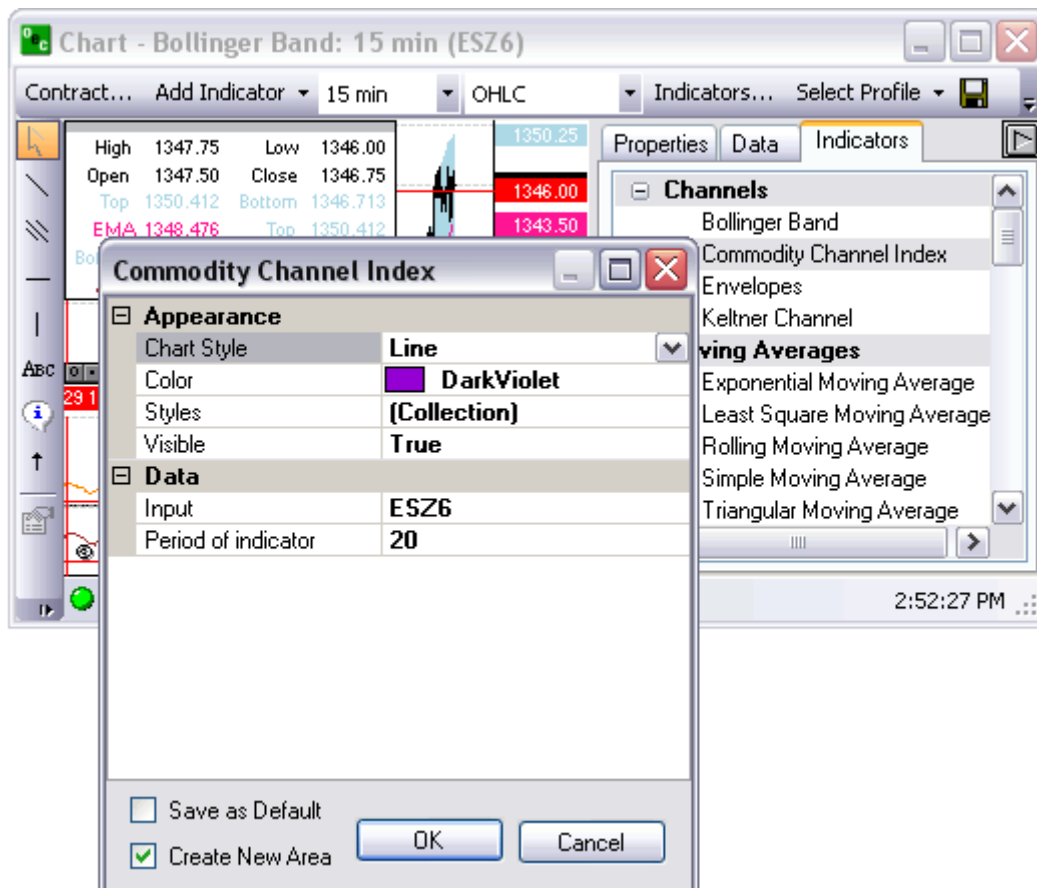 Oec Chart - Bollinger Band: 15 min (ESZ6)
Contract... Add Indicator 15 min OHLC Indicators... Select Profile
High 1347.75 Low 1346.00
Open 1347.50 Close 1346.75
Top 1350.412 Bottom 1346.713
EMA 1348.476 Top 1350.412
1350.25
1346.00
1343.50
ABC
29 1
Properties Data Indicators
Channels
Bollinger Band
Commodity Channel Index
Envelopes
Keltner Channel
ving Averages
Exponential Moving Average
Least Square Moving Average
Rolling Moving Average
Simple Moving Average
Triangular Moving Average
2:52:27 PM
Commodity Channel Index
Appearance
Chart Style Line
Color DarkViolet
Styles (Collection)
Visible True
Data
Input ESZ6
Period of indicator 20
Save as Default
Create New Area
OK Cancel